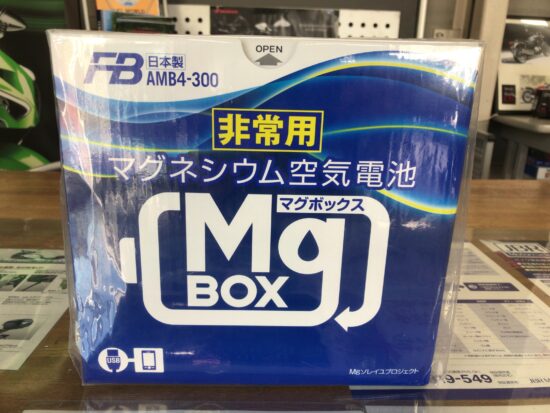 OPEN
FB 日本製
AMB4-300
非常用
マグネシウム空気電池
マグボックス
Mg
BOX
USB
Mgソレイユプロジェクト
9-549